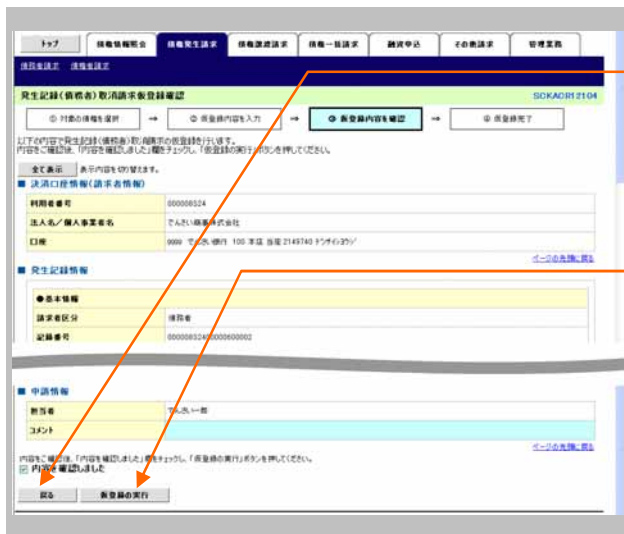 トップ 債権情報照会 債権発生請求 債権譲渡請求 債権一括請求 融資申込 その他請求 管理業務
債務者請求 債権者請求
発生記録(債務者)取消請求仮登録確認 SCKACR12104
① 対象の債権を選択 → ② 仮登録内容を入力 → ③ 仮登録内容を確認 → ④ 仮登録完了
以下の内容で発生記録(債務者)取消請求の仮登録を行います。
内容をご確認後、「内容を確認しました」欄をチェックし、「仮登録の実行」ボタンを押してください。
全て表示 表示内容を切り替えます。
■ 決済口座情報(請求者情報)
利用者番号 000008324
法人名/個人事業者名 でんさい商事株式会社
口座 9999 でんさい銀行 100 本店 当座 2149740
ページの先頭に戻る
■ 発生記録情報
●基本情報
請求者区分 債務者
記録番号 00000832400000600002
■ 申請情報
担当者 でんさい一郎
コメント
ページの先頭に戻る
内容をご確認後、「内容を確認しました」欄をチェックし、「仮登録の実行」ボタンを押してください。
内容を確認しました
戻る 仮登録の実行